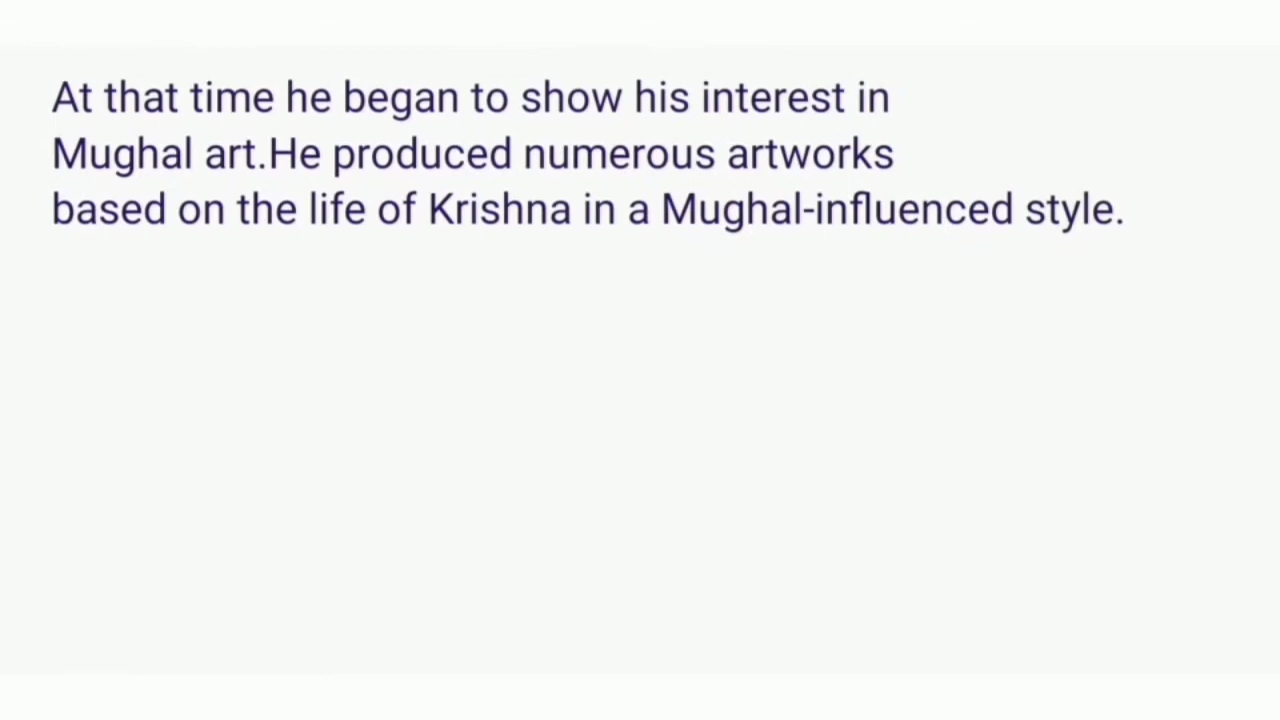 At that time he began to show his interest in
Mughal art.He produced numerous artworks
based on the life of Krishna in a Mughal-influenced style.